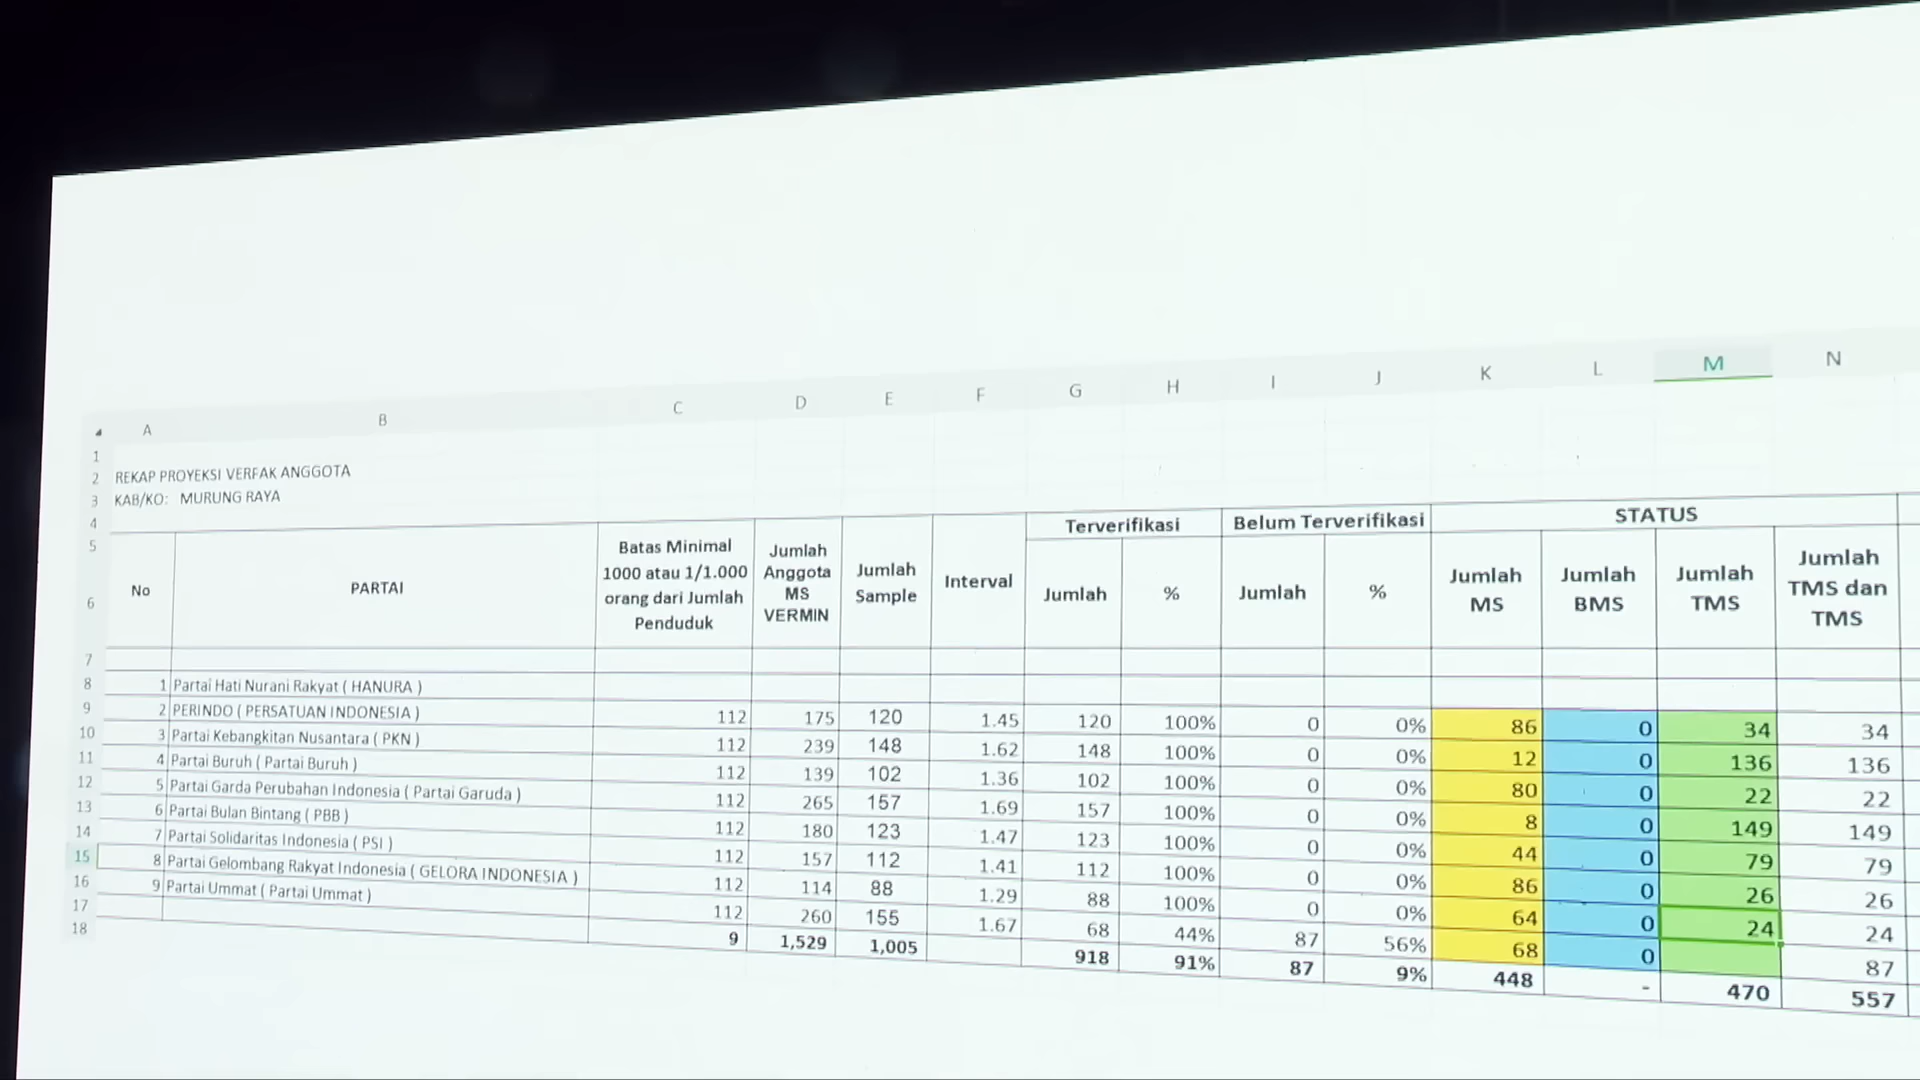 A B C D E F G H I J K L M N
1
2 REKAP PROYEKSI VERFAK ANGGOTA
3 KAB/KO: MURUNG RAYA
4 Terverifikasi Belum Terverifikasi STATUS
5
6 No PARTAI Batas Minimal 1000 atau 1/1.000 orang dari Jumlah Penduduk Jumlah Anggota MS VERMIN Jumlah Sample Interval Jumlah % Jumlah % Jumlah MS Jumlah BMS Jumlah TMS Jumlah TMS dan TMS
7
8 1 Partai Hati Nurani Rakyat ( HANURA )
9 2 PERINDO ( PERSATUAN INDONESIA ) 112 175 120 1.45 120 100% 0 0% 86 0 34 34
10 3 Partai Kebangkitan Nusantara ( PKN ) 112 239 148 1.62 148 100% 0 0% 12 0 136 136
11 4 Partai Buruh ( Partai Buruh ) 112 139 102 1.36 102 100% 0 0% 80 0 22 22
12 5 Partai Garda Perubahan Indonesia ( Partai Garuda ) 112 265 157 1.69 157 100% 0 0% 8 0 149 149
13 6 Partai Bulan Bintang ( PBB ) 112 180 123 1.47 123 100% 0 0% 44 0 79 79
14 7 Partai Solidaritas Indonesia ( PSI ) 112 157 112 1.41 112 100% 0 0% 86 0 26 26
15 8 Partai Gelombang Rakyat Indonesia ( GELORA INDONESIA ) 112 114 88 1.29 88 100% 0 0% 64 0 24 24
16 9 Partai Ummat ( Partai Ummat ) 112 260 155 1.67 68 44% 87 56% 68 0 87
17 9 1,529 1,005 918 91% 87 9% 448 - 470 557
18